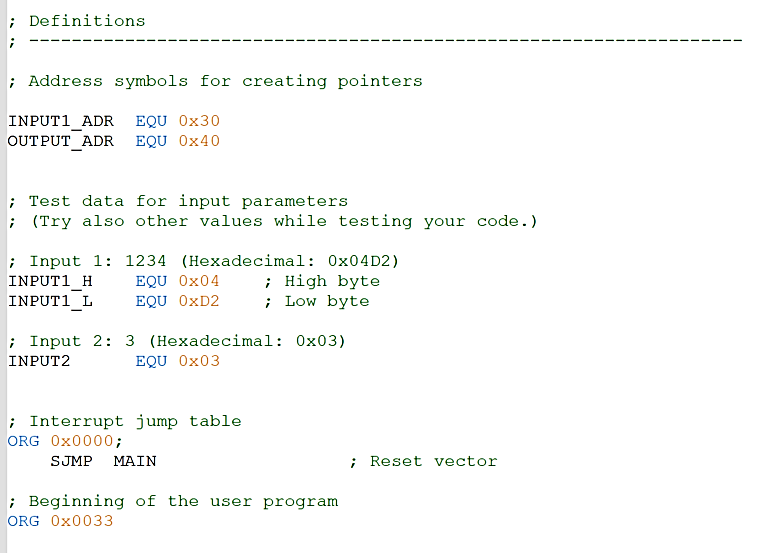 ; Definitions
; -------------------------------------------------------------------
; Address symbols for creating pointers
INPUT1_ADR  EQU 0x30
OUTPUT_ADR  EQU 0x40
; Test data for input parameters
; (Try also other values while testing your code.)
; Input 1: 1234 (Hexadecimal: 0x04D2)
INPUT1_H    EQU 0x04    ; High byte
INPUT1_L    EQU 0xD2    ; Low byte
; Input 2: 3 (Hexadecimal: 0x03)
INPUT2      EQU 0x03
; Interrupt jump table
ORG 0x0000;
    SJMP  MAIN                  ; Reset vector
; Beginning of the user program
ORG 0x0033